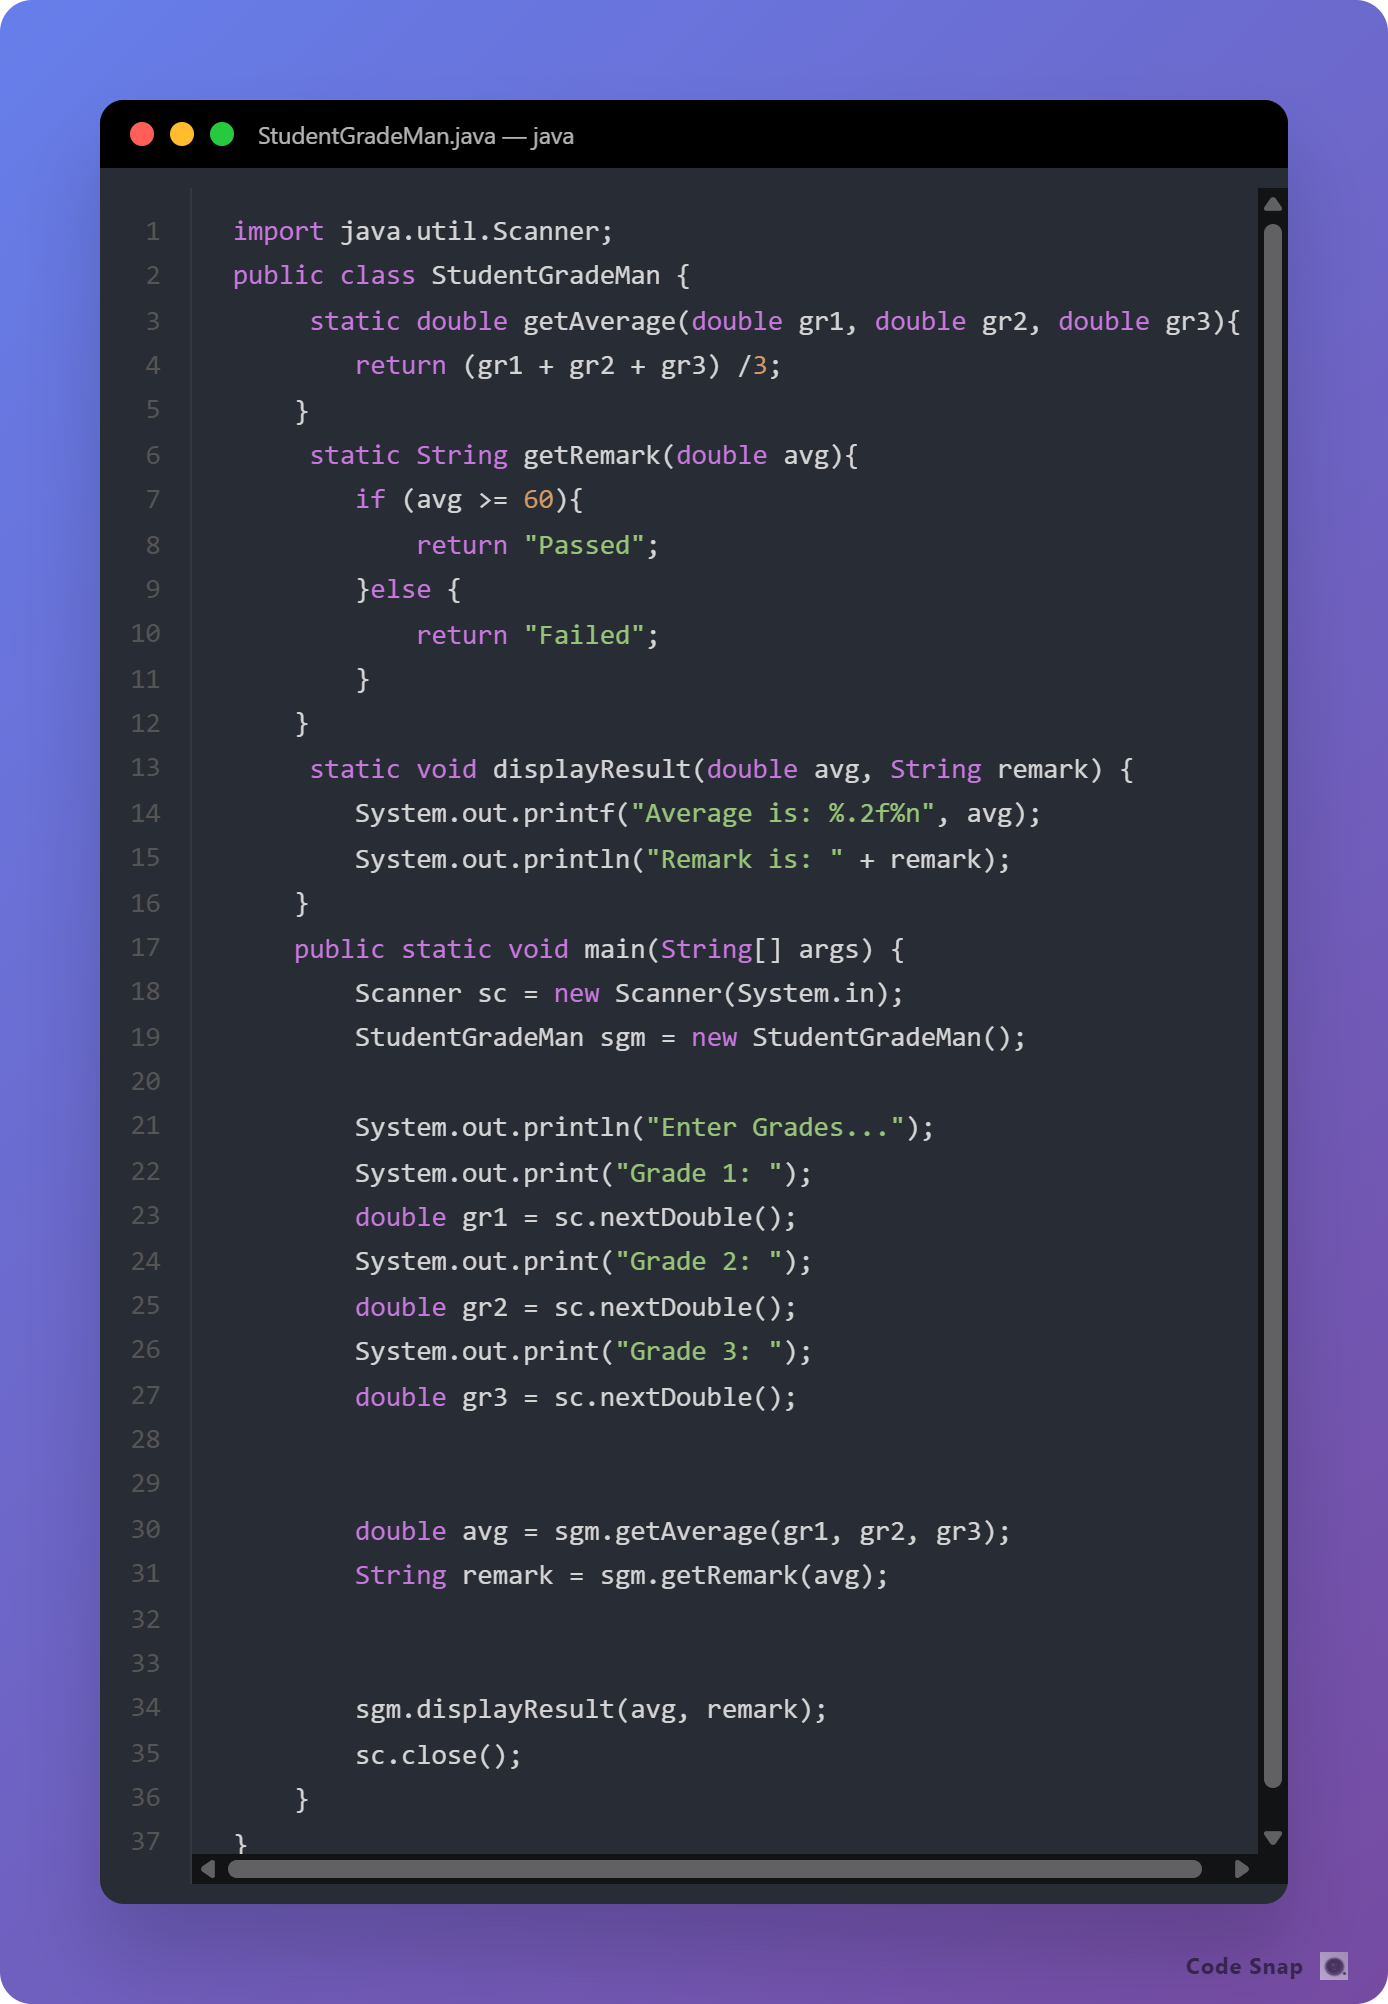 StudentGradeMan.java — java
1 import java.util.Scanner;
2 public class StudentGradeMan {
3 static double getAverage(double gr1, double gr2, double gr3){
4 return (gr1 + gr2 + gr3) /3;
5 }
6 static String getRemark(double avg){
7 if (avg >= 60){
8 return "Passed";
9 }else {
10 return "Failed";
11 }
12 }
13 static void displayResult(double avg, String remark) {
14 System.out.printf("Average is: %.2f%n", avg);
15 System.out.println("Remark is: " + remark);
16 }
17 public static void main(String[] args) {
18 Scanner sc = new Scanner(System.in);
19 StudentGradeMan sgm = new StudentGradeMan();
20
21 System.out.println("Enter Grades...");
22 System.out.print("Grade 1: ");
23 double gr1 = sc.nextDouble();
24 System.out.print("Grade 2: ");
25 double gr2 = sc.nextDouble();
26 System.out.print("Grade 3: ");
27 double gr3 = sc.nextDouble();
28
29
30 double avg = sgm.getAverage(gr1, gr2, gr3);
31 String remark = sgm.getRemark(avg);
32
33
34 sgm.displayResult(avg, remark);
35 sc.close();
36 }
37 }
Code Snap